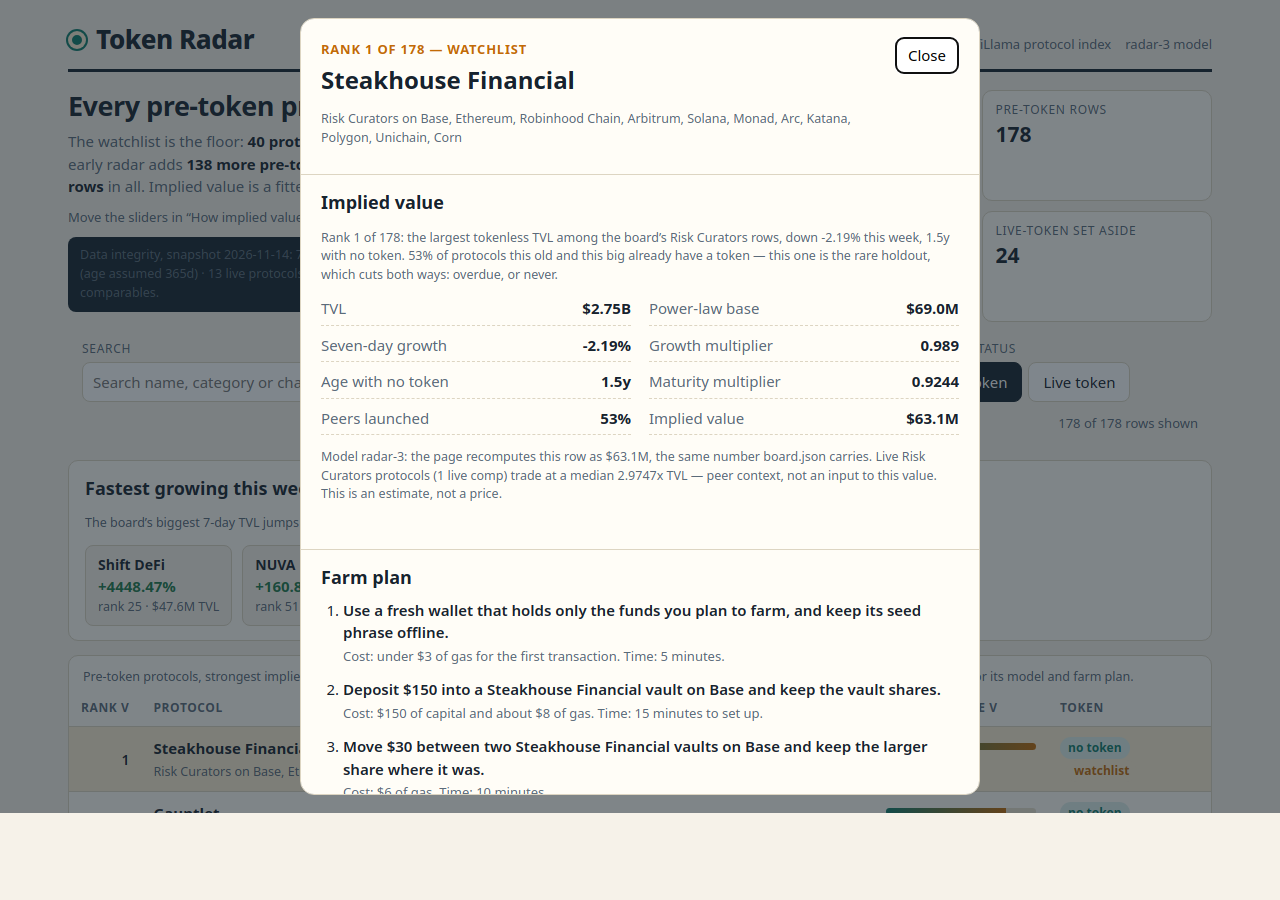 Token Radar
iLlama protocol index radar-3 model
Every pre-token
The watchlist is the floor: 40
early radar adds 138 more
rows in all. Implied value is a
Move the sliders in “How implied
Data integrity, snapshot 2026-11-14:
(age assumed 365d) · 13 live protocols
comparables.
PRE-TOKEN ROWS
178
LIVE-TOKEN SET ASIDE
24
SEARCH
Search name, category or
Live token
178 of 178 rows shown
Fastest growing this
The board’s biggest 7-day TVL jumps
Shift DeFi
+4448.47%
rank 25 · $47.6M TVL
NUVA
+160.8
rank 51
Pre-token protocols, strongest
its model and farm plan.
RANK V PROTOCOL
V TOKEN
1
Steakhouse
Risk Curators on Base,
no token
watchlist
Gauntlet
no token
RANK 1 OF 178 — WATCHLIST
Close
Steakhouse Financial
Risk Curators on Base, Ethereum, Robinhood Chain, Arbitrum, Solana, Monad, Arc, Katana,
Polygon, Unichain, Corn
Implied value
Rank 1 of 178: the largest tokenless TVL among the board’s Risk Curators rows, down -2.19% this week, 1.5y
with no token. 53% of protocols this old and this big already have a token — this one is the rare holdout,
which cuts both ways: overdue, or never.
TVL $2.75B Power-law base $69.0M
Seven-day growth -2.19% Growth multiplier 0.989
Age with no token 1.5y Maturity multiplier 0.9244
Peers launched 53% Implied value $63.1M
Model radar-3: the page recomputes this row as $63.1M, the same number board.json carries. Live Risk
Curators protocols (1 live comp) trade at a median 2.9747x TVL — peer context, not an input to this value.
This is an estimate, not a price.
Farm plan
1. Use a fresh wallet that holds only the funds you plan to farm, and keep its seed
phrase offline.
Cost: under $3 of gas for the first transaction. Time: 5 minutes.
2. Deposit $150 into a Steakhouse Financial vault on Base and keep the vault shares.
Cost: $150 of capital and about $8 of gas. Time: 15 minutes to set up.
3. Move $30 between two Steakhouse Financial vaults on Base and keep the larger
share where it was.
Cost: $6 of gas. Time: 10 minutes.